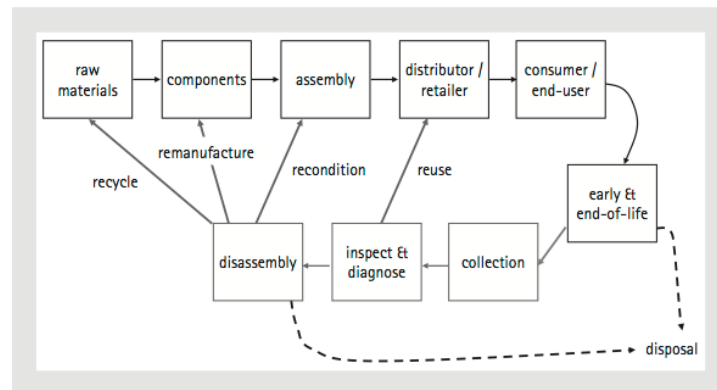 raw
materials
components
assembly
distributor /
retailer
consumer /
end-user
remanufacture
recycle
recondition
reuse
early &
end-of-life
disassembly
inspect &
diagnose
collection
disposal